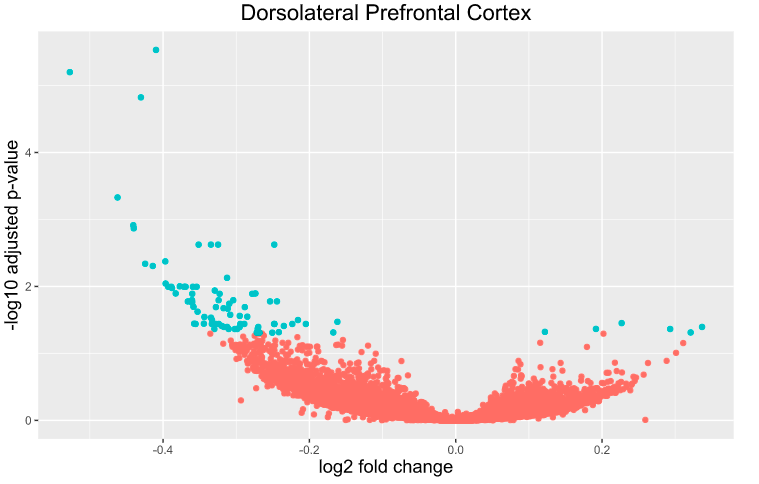 Dorsolateral Prefrontal Cortex
-log10 adjusted p-value
4
2
0
-0.4 -0.2 0.0 0.2
log2 fold change